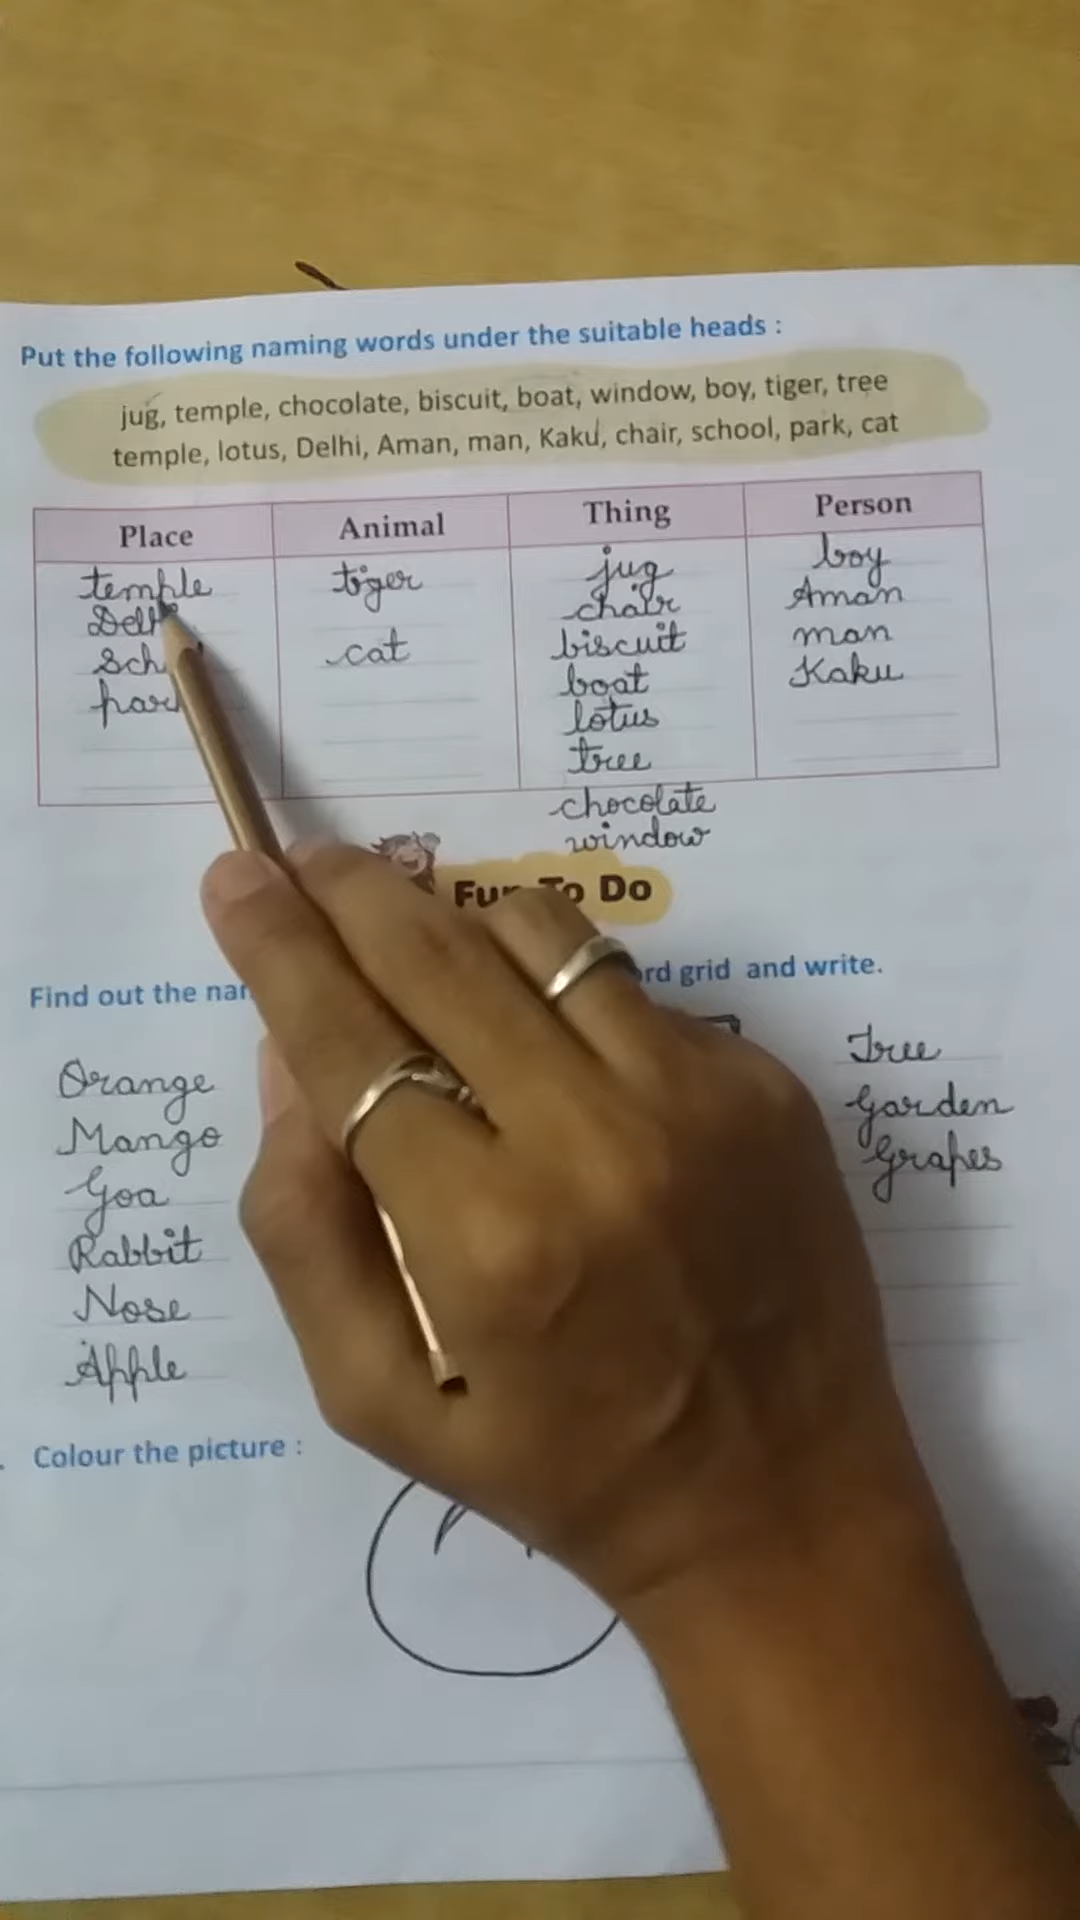 Put the following naming words under the suitable heads :
jug, temple, chocolate, biscuit, boat, window, boy, tiger, tree
temple, lotus, Delhi, Aman, man, Kaku, chair, school, park, cat
Place Animal Thing Person
temple tiger jug boy
chair Aman
cat biscuit man
boat Kaku
lotus
tree
chocolate
window
Fun To Do
Find out the grid and write.
Orange
Mango
Goa
Rabbit
Nose
Apple
Tree
Garden
Grapes
Colour the picture :